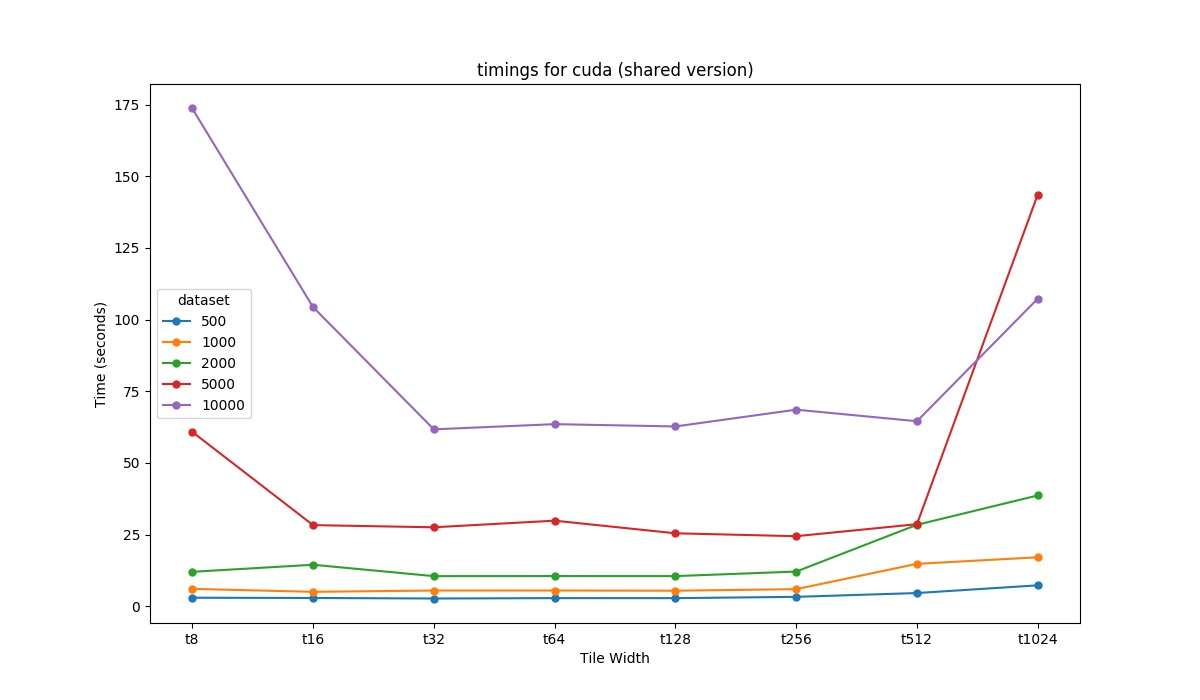 timings for cuda (shared version)
175
150
125
100
75
50
25
0
Time (seconds)
dataset
500
1000
2000
5000
10000
t8 t16 t32 t64 t128 t256 t512 t1024
Tile Width